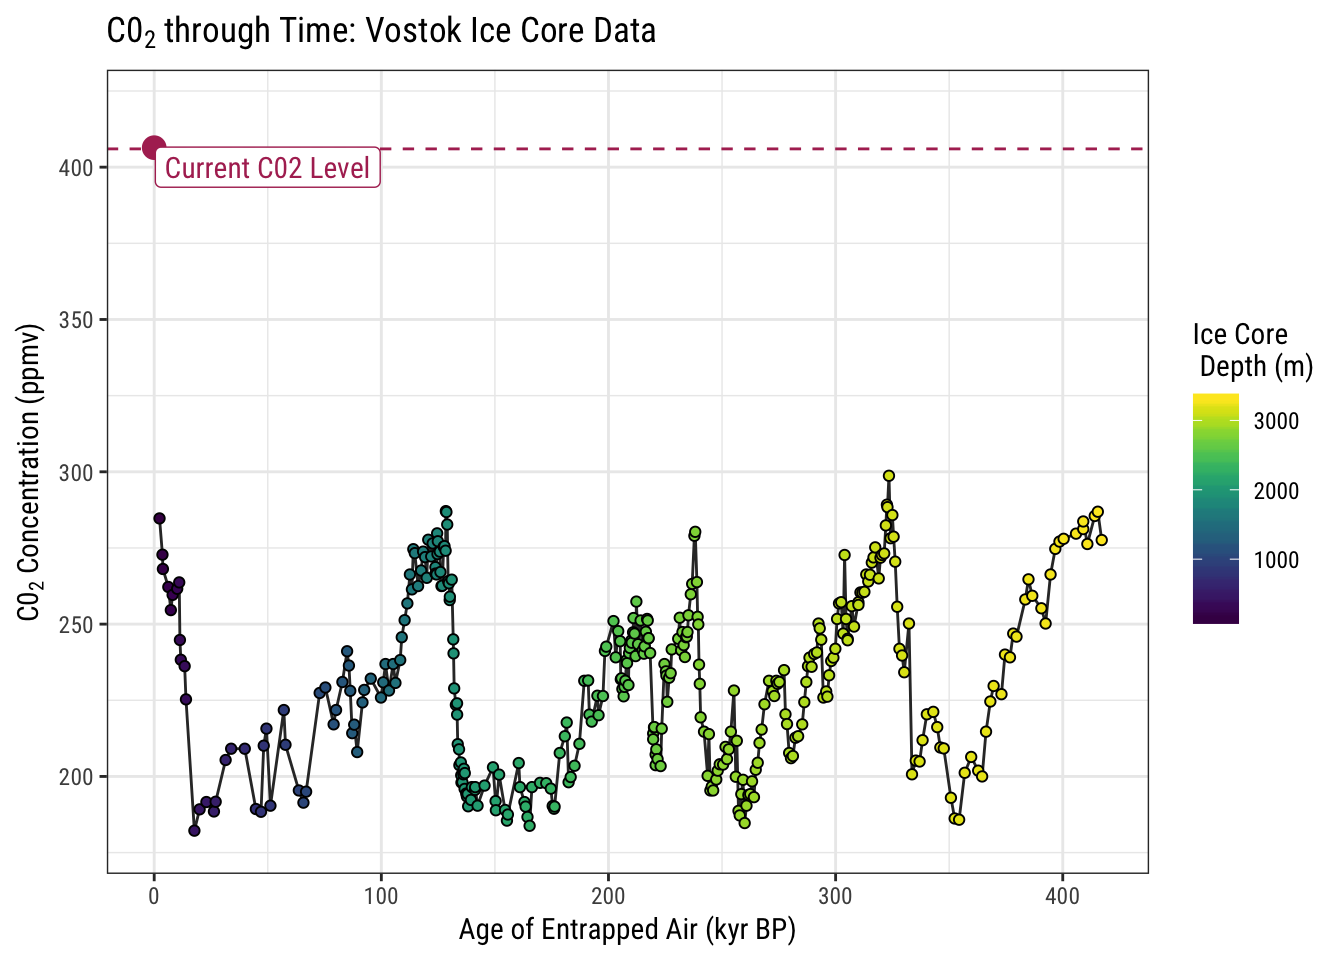 C0₂ through Time: Vostok Ice Core Data
Current C02 Level
C0₂ Concentration (ppmv)
400
350
300
250
200
0 100 200 300 400
Age of Entrapped Air (kyr BP)
Ice Core
Depth (m)
3000
2000
1000